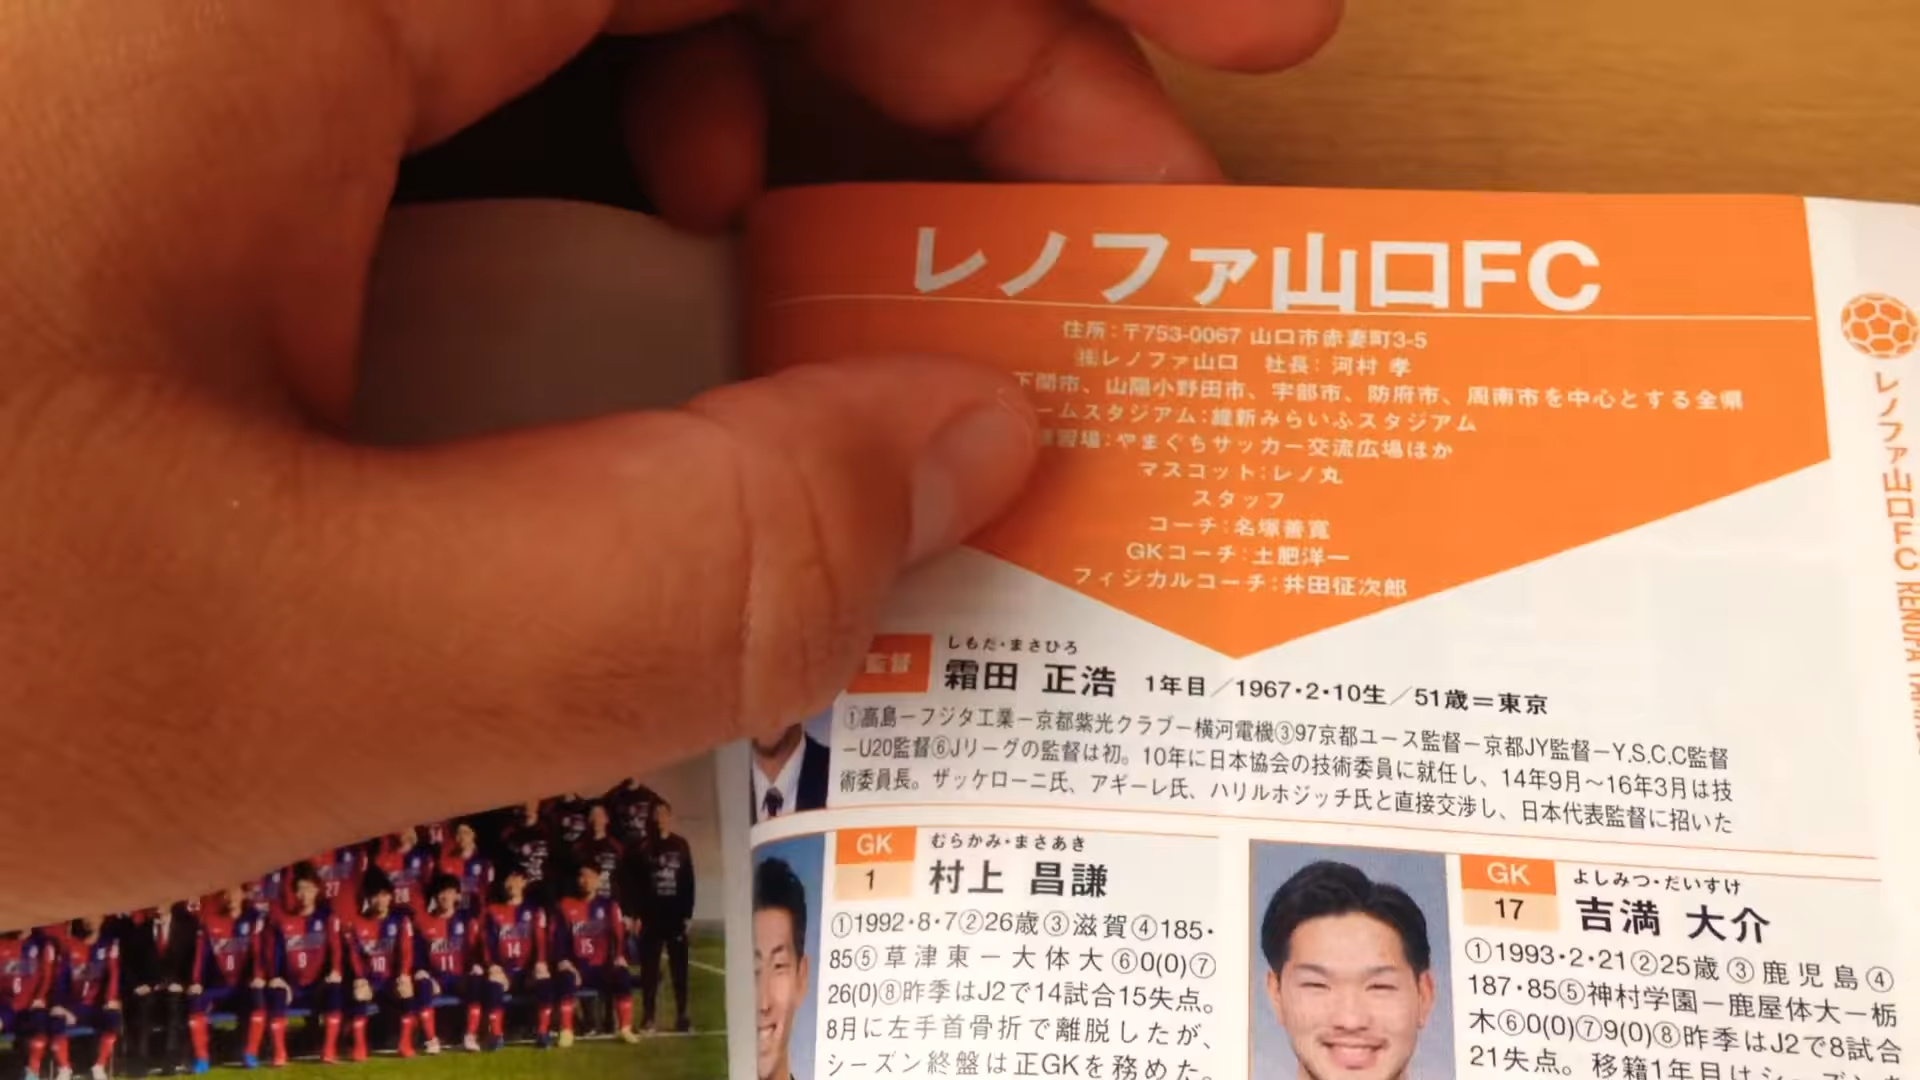 レノファ山口FC
住所:〒753-0067 山口市赤妻町3-5
㈱レノファ山口 社長:河村 孝
下関市、山陽小野田市、宇部市、防府市、周南市を中心とする全県
ームスタジアム:維新みらいふスタジアム
練習場:やまぐちサッカー交流広場ほか
マスコット:レノ丸
スタッフ
コーチ:名塚善寛
GKコーチ:土肥洋一
フィジカルコーチ:井田征次郎
監督
しもだ・まさひろ
霜田 正浩 1年目/1967・2・10生/51歳=東京
①高島ーフジタ工業ー京都紫光クラブー横河電機③97京都ユース監督ー京都JY監督ーY.S.C.C監督
ーU20監督⑥Jリーグの監督は初。10年に日本協会の技術委員に就任し、14年9月~16年3月は技
術委員長。ザッケローニ氏、アギーレ氏、ハリルホジッチ氏と直接交渉し、日本代表監督に招いた
GK
1
むらかみ・まさあき
村上 昌謙
①1992・8・7②26歳③滋賀④185・
85⑤草津東ー大体大⑥0(0)⑦
26(0)⑧昨季はJ2で14試合15失点。
8月に左手首骨折で離脱したが、
シーズン終盤は正GKを務めた。
GK
17
よしみつ・だいすけ
吉満 大介
①1993・2・21②25歳③鹿児島④
187・85⑤神村学園ー鹿屋体大ー栃
木⑥0(0)⑦9(0)⑧昨季はJ2で8試合
21失点。移籍1年目はシーズン
レノファ山口FC RENOFA